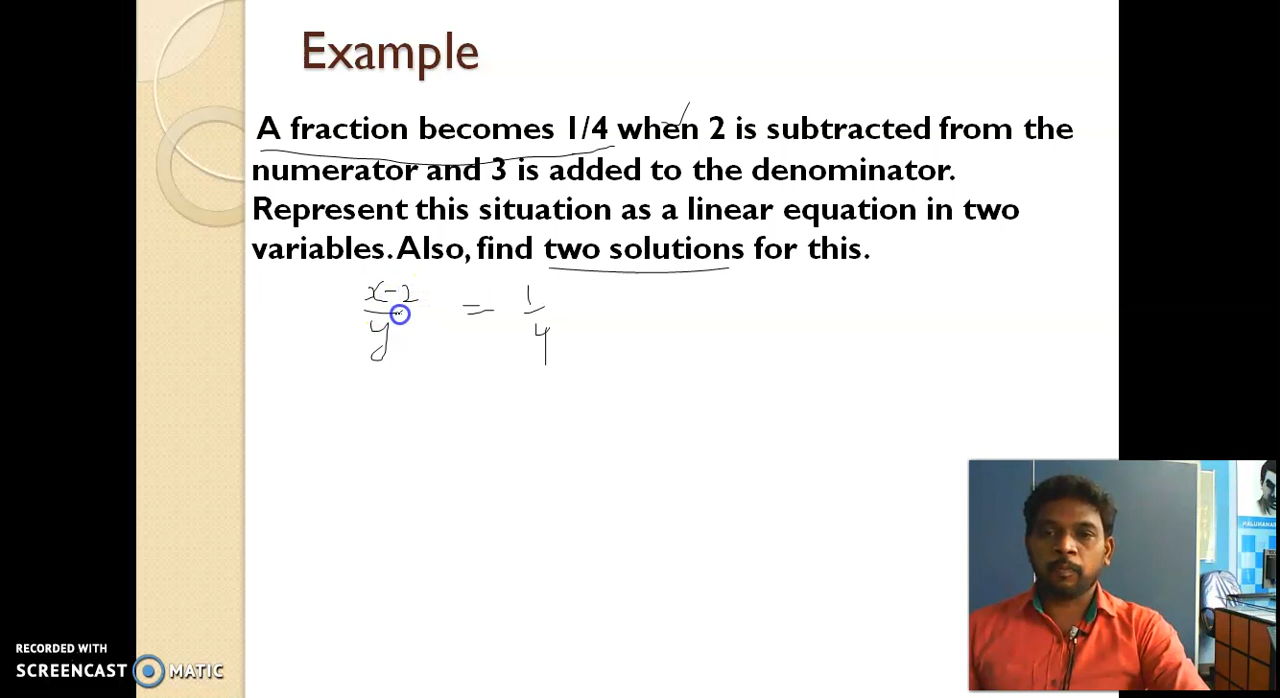 Example
A fraction becomes 1/4 when 2 is subtracted from the
numerator and 3 is added to the denominator.
Represent this situation as a linear equation in two
variables. Also, find two solutions for this.
x-2 = 1
y 4
RECORDED WITH
SCREENCAST MATIC